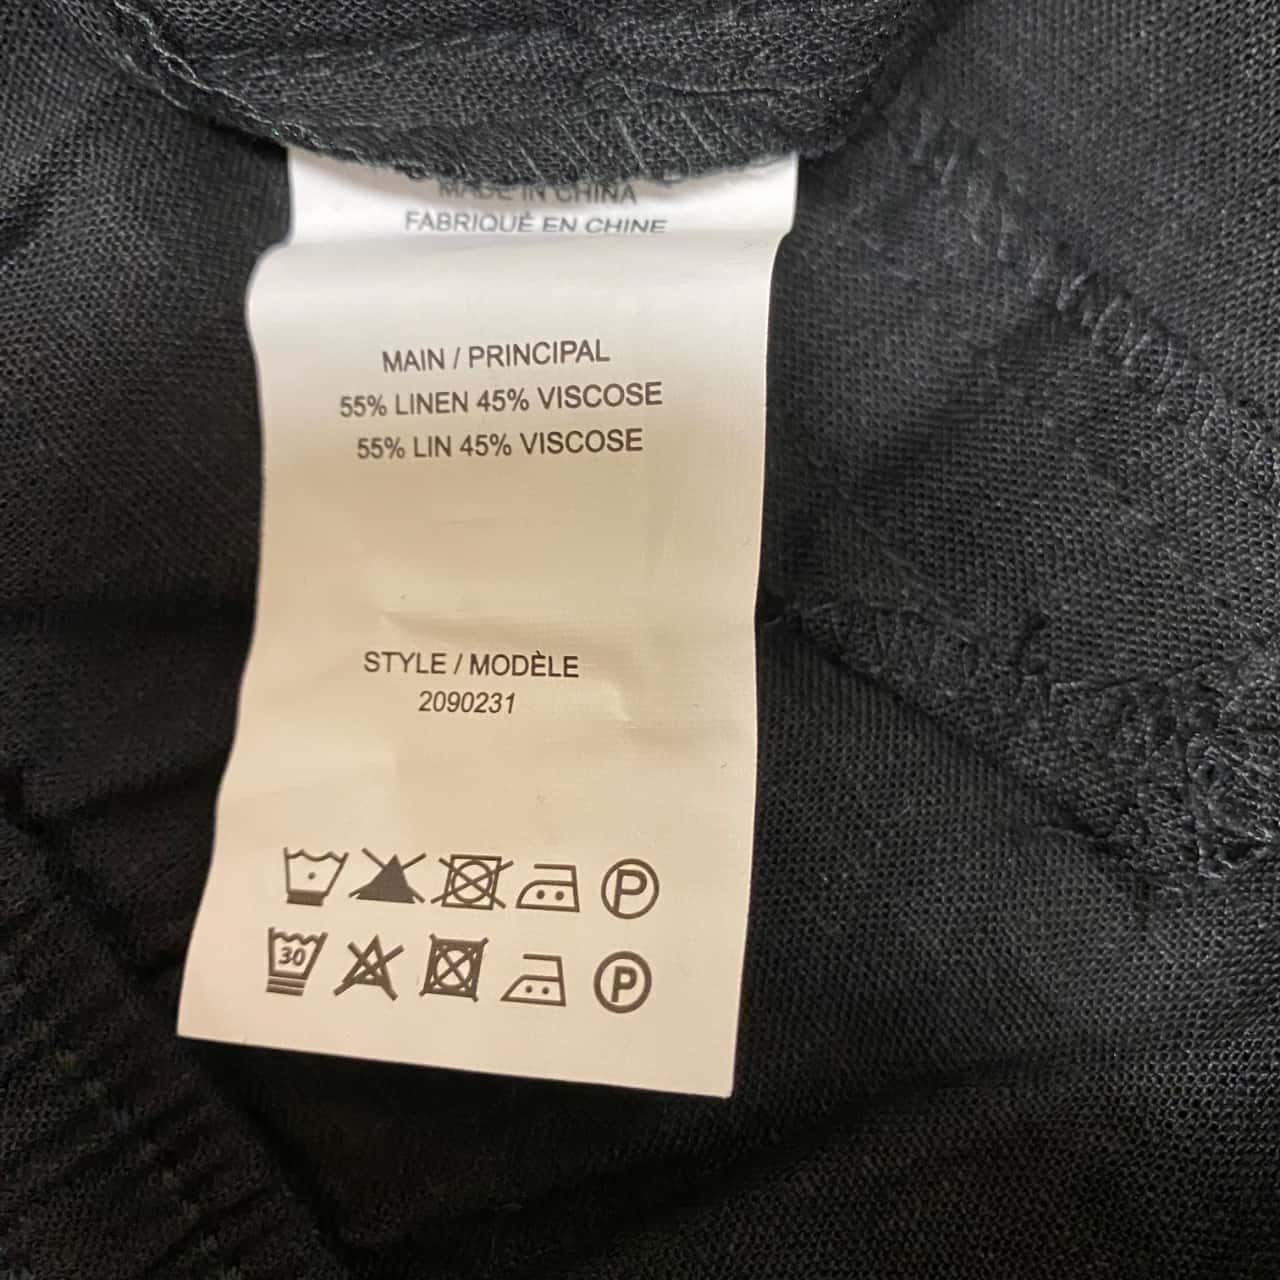 MADE IN CHINA
FABRIQUÉ EN CHINE
MAIN / PRINCIPAL
55% LINEN 45% VISCOSE
55% LIN 45% VISCOSE
STYLE / MODÈLE
2090231
P
30 P